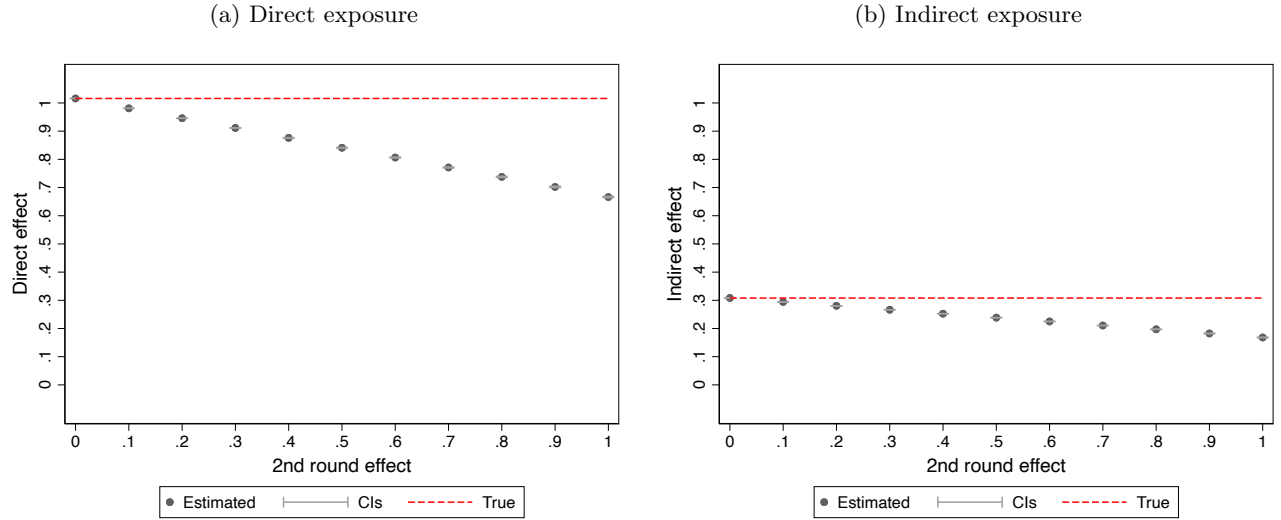 (a) Direct exposure
Direct effect
1
.9
.8
.7
.6
.5
.4
.3
.2
.1
0
0 .1 .2 .3 .4 .5 .6 .7 .8 .9 1
2nd round effect
Estimated CIs True
(b) Indirect exposure
Indirect effect
1
.9
.8
.7
.6
.5
.4
.3
.2
.1
0
0 .1 .2 .3 .4 .5 .6 .7 .8 .9 1
2nd round effect
Estimated CIs True